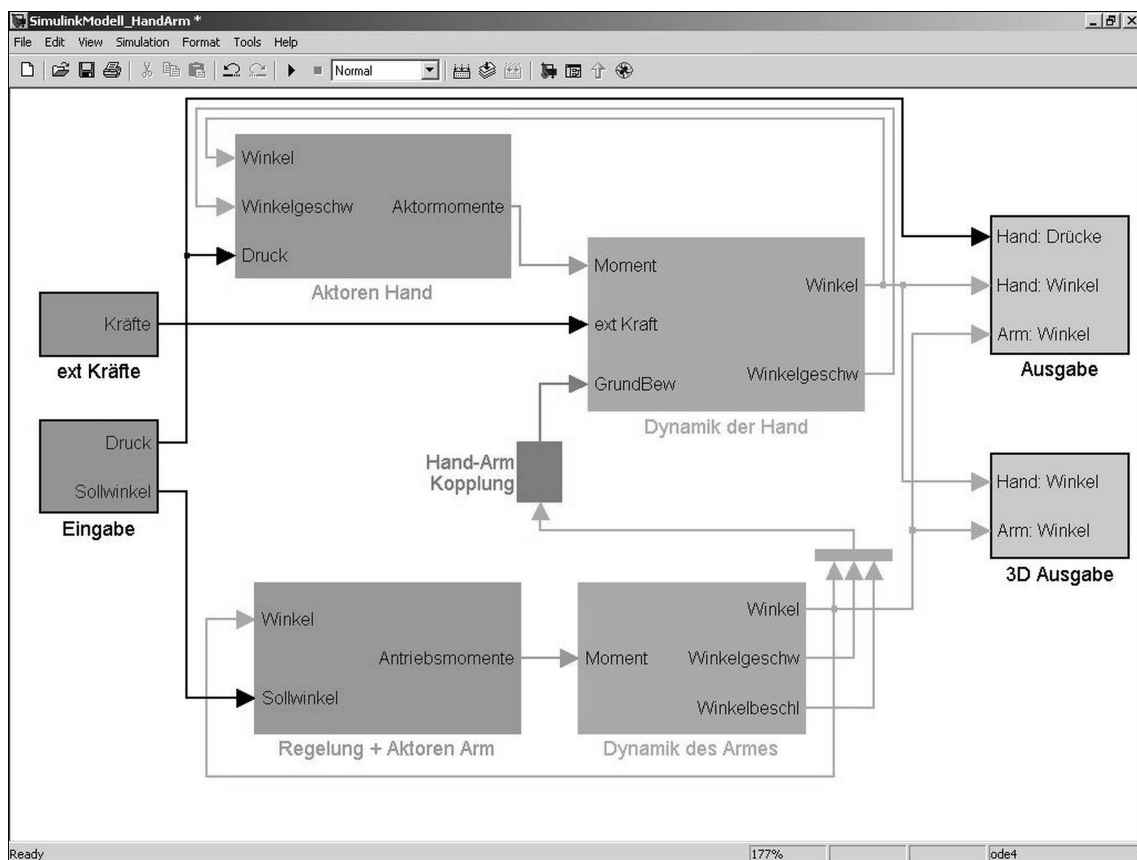 SimulinkModell_HandArm *
File Edit View Simulation Format Tools Help
Normal
Winkel
Winkelgeschw
Aktormomente
Druck
Aktoren Hand
Kräfte
ext Kräfte
Druck
Sollwinkel
Eingabe
Moment
Winkel
ext Kraft
Winkelgeschw
GrundBew
Dynamik der Hand
Hand: Drücke
Hand: Winkel
Arm: Winkel
Ausgabe
Hand-Arm
Kopplung
Hand: Winkel
Arm: Winkel
3D Ausgabe
Winkel
Antriebsmomente
Sollwinkel
Regelung + Aktoren Arm
Winkel
Moment
Winkelgeschw
Winkelbeschl
Dynamik des Armes
Ready
177%
ode4